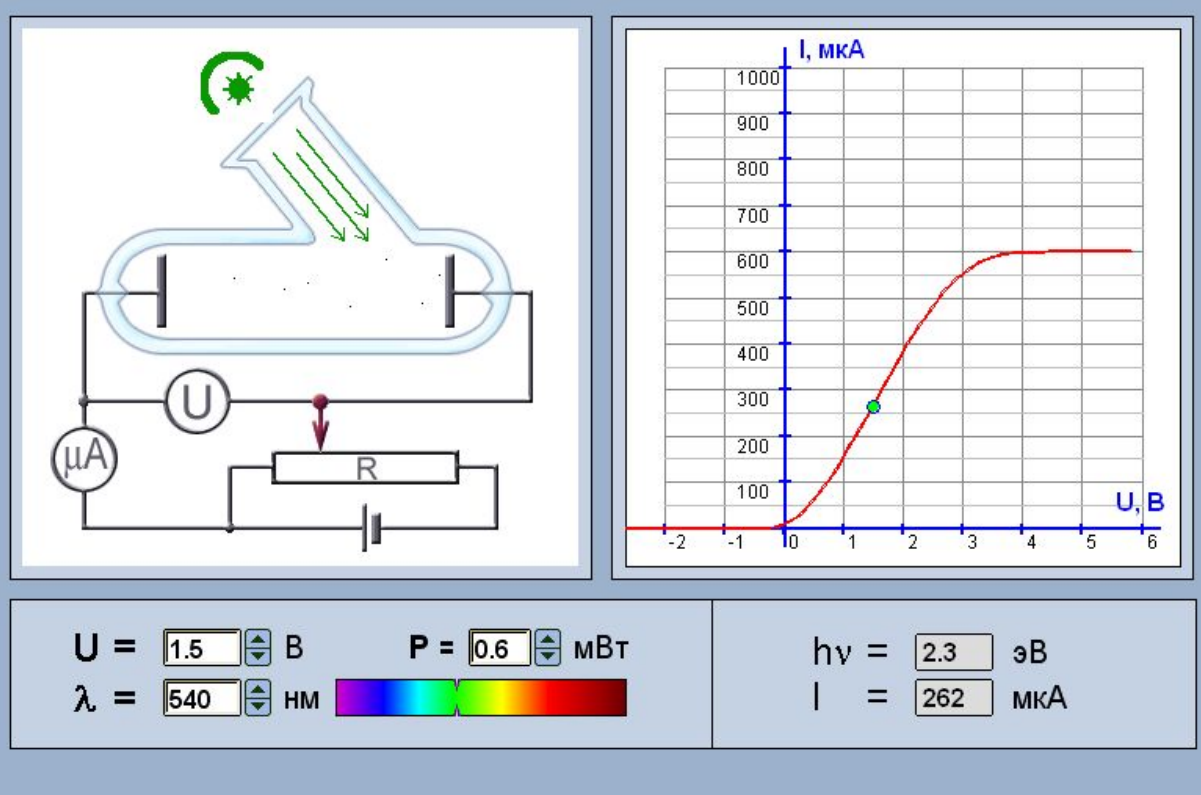 U
μA
R
I, мкА
1000
900
800
700
600
500
400
300
200
100
U, В
-2 -1 0 1 2 3 4 5 6
U = 1.5 В P = 0.6 мВт
λ = 540 нм
hν = 2.3 эВ
I = 262 мкА